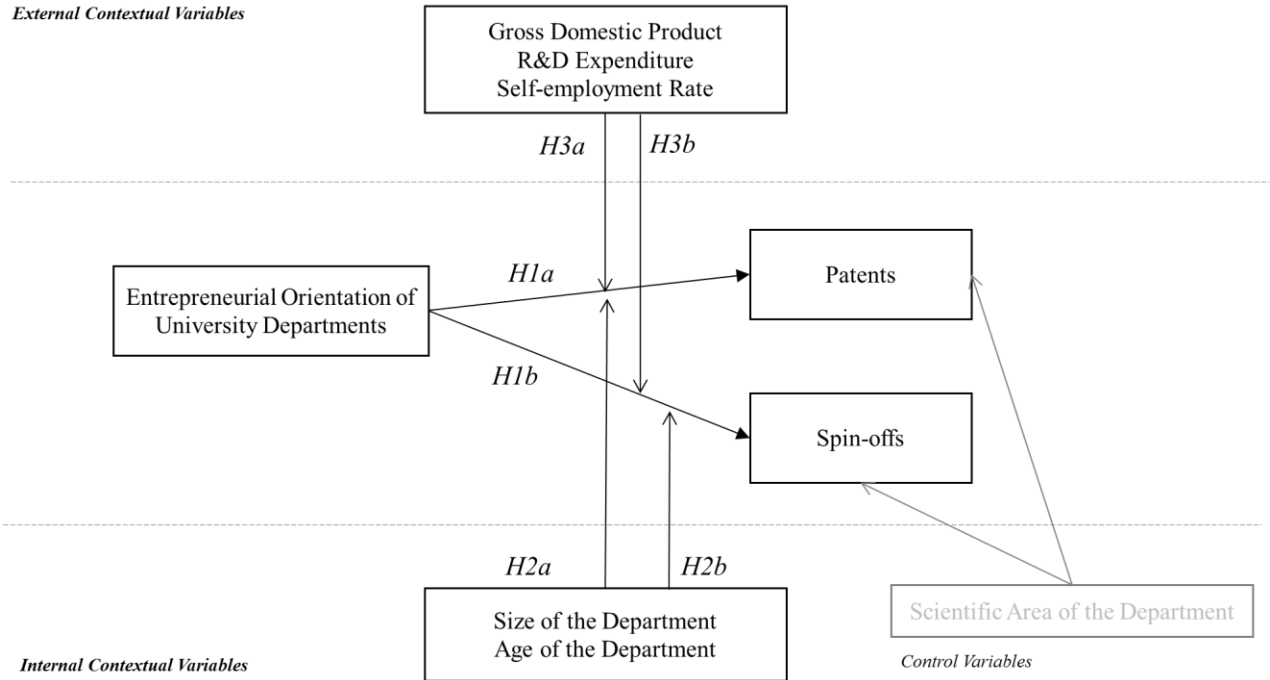 External Contextual Variables
Gross Domestic Product
R&D Expenditure
Self-employment Rate
H3a
H3b
H1a
Patents
Entrepreneurial Orientation of
University Departments
H1b
Spin-offs
H2a
H2b
Size of the Department
Age of the Department
Scientific Area of the Department
Internal Contextual Variables
Control Variables